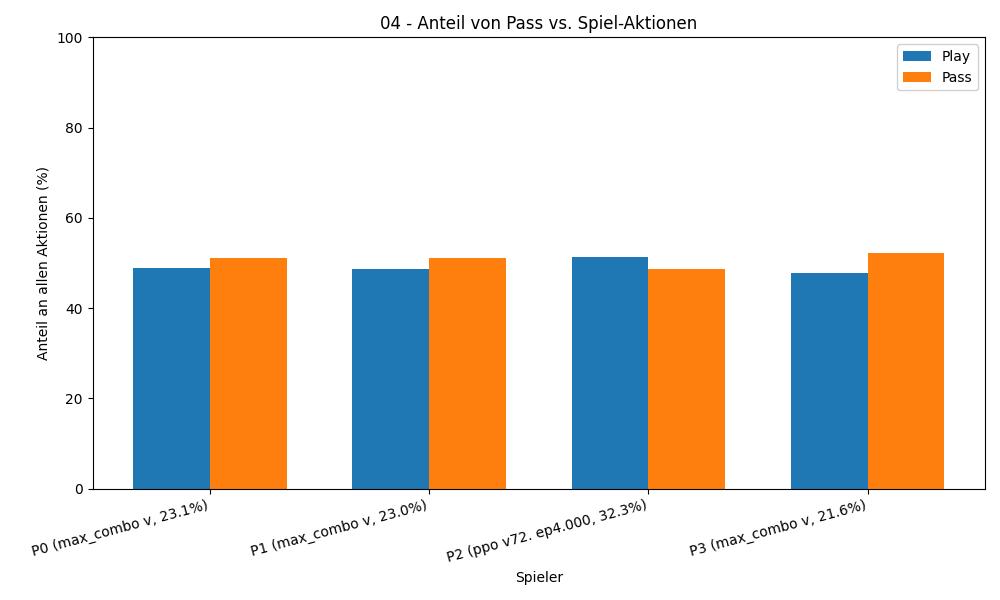 04 - Anteil von Pass vs. Spiel-Aktionen
Play
Pass
Anteil an allen Aktionen (%)
100
80
60
40
20
0
P0 (max_combo v, 23.1%)
P1 (max_combo v, 23.0%)
P2 (ppo v72. ep4.000, 32.3%)
P3 (max_combo v, 21.6%)
Spieler